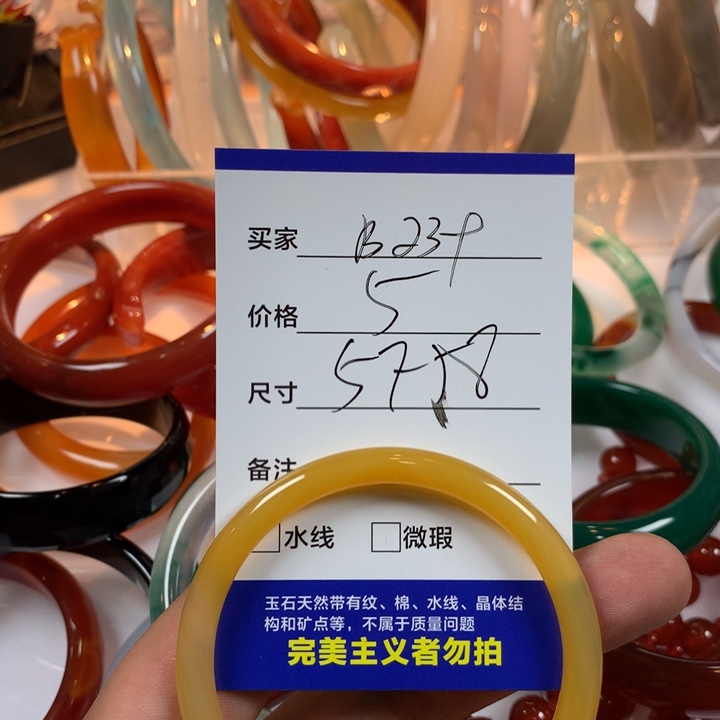 买家 B239
价格 5
尺寸 57 58
备注
水线 微瑕
玉石天然带有纹、棉、水线、晶体结
构和矿点等，不属于质量问题
完美主义者勿拍